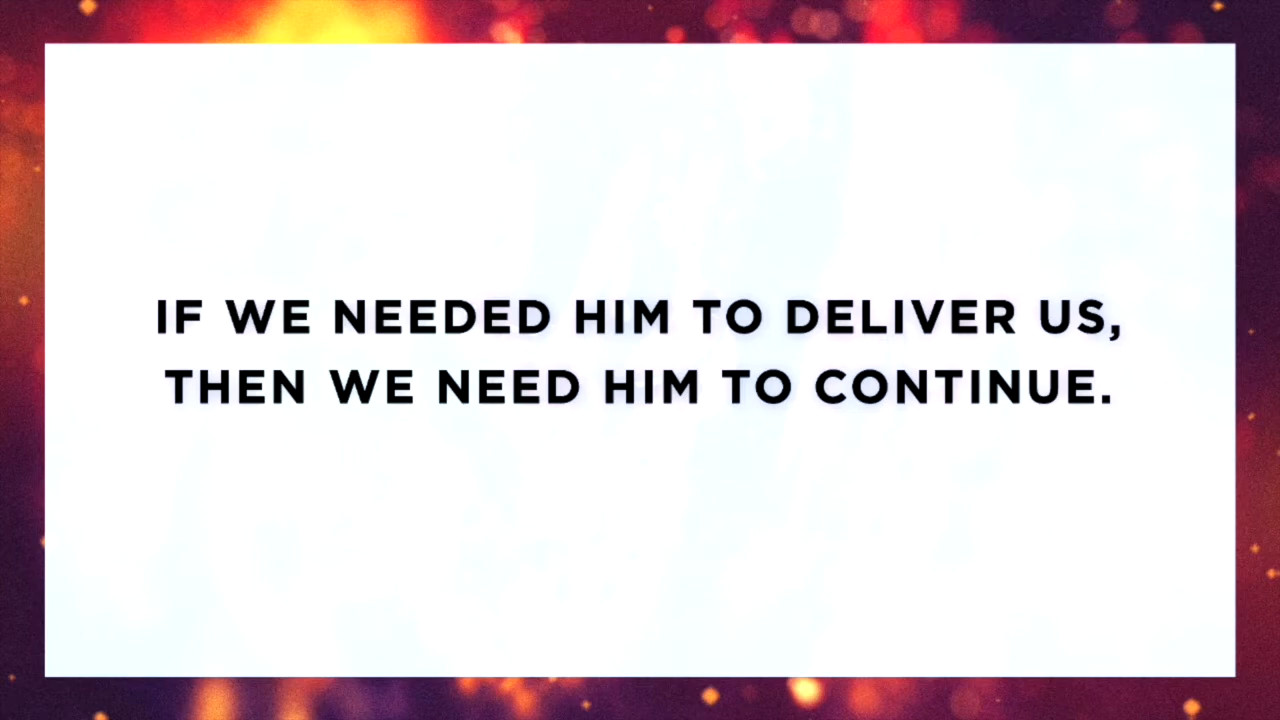 IF WE NEEDED HIM TO DELIVER US,
THEN WE NEED HIM TO CONTINUE.